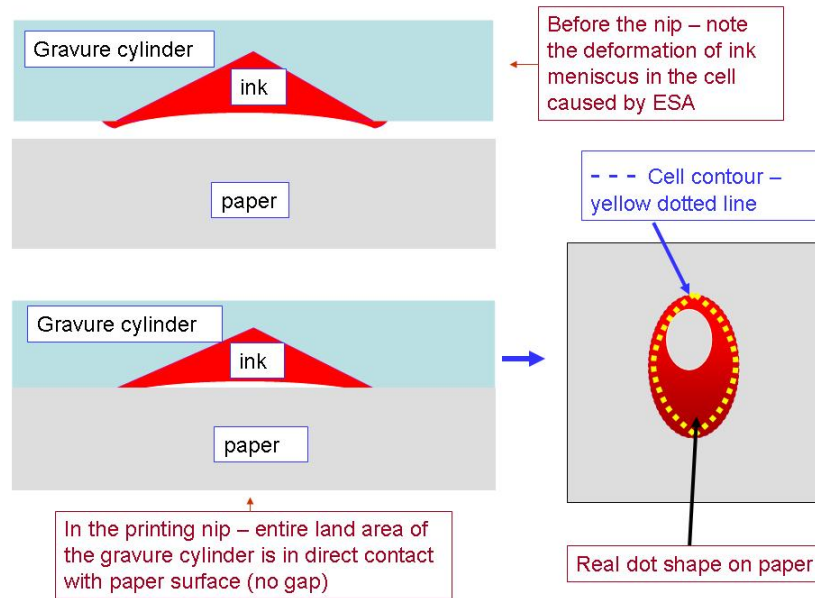 Gravure cylinder
ink
paper
Before the nip – note
the deformation of ink
meniscus in the cell
caused by ESA
--- Cell contour –
yellow dotted line
Gravure cylinder
ink
paper
In the printing nip – entire land area of
the gravure cylinder is in direct contact
with paper surface (no gap)
Real dot shape on paper